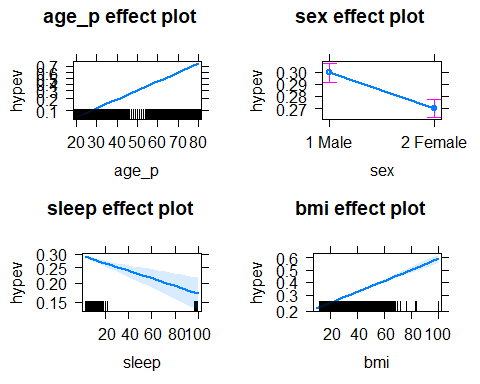 age_p effect plot
hypev
0.7
0.6
0.5
0.4
0.3
0.2
0.1
20 30 40 50 60 70 80
age_p
sex effect plot
hypev
0.30
0.29
0.28
0.27
1 Male 2 Female
sex
sleep effect plot
hypev
0.30
0.25
0.20
0.15
20 40 60 80 100
sleep
bmi effect plot
hypev
0.6
0.5
0.4
0.3
0.2
20 40 60 80 100
bmi